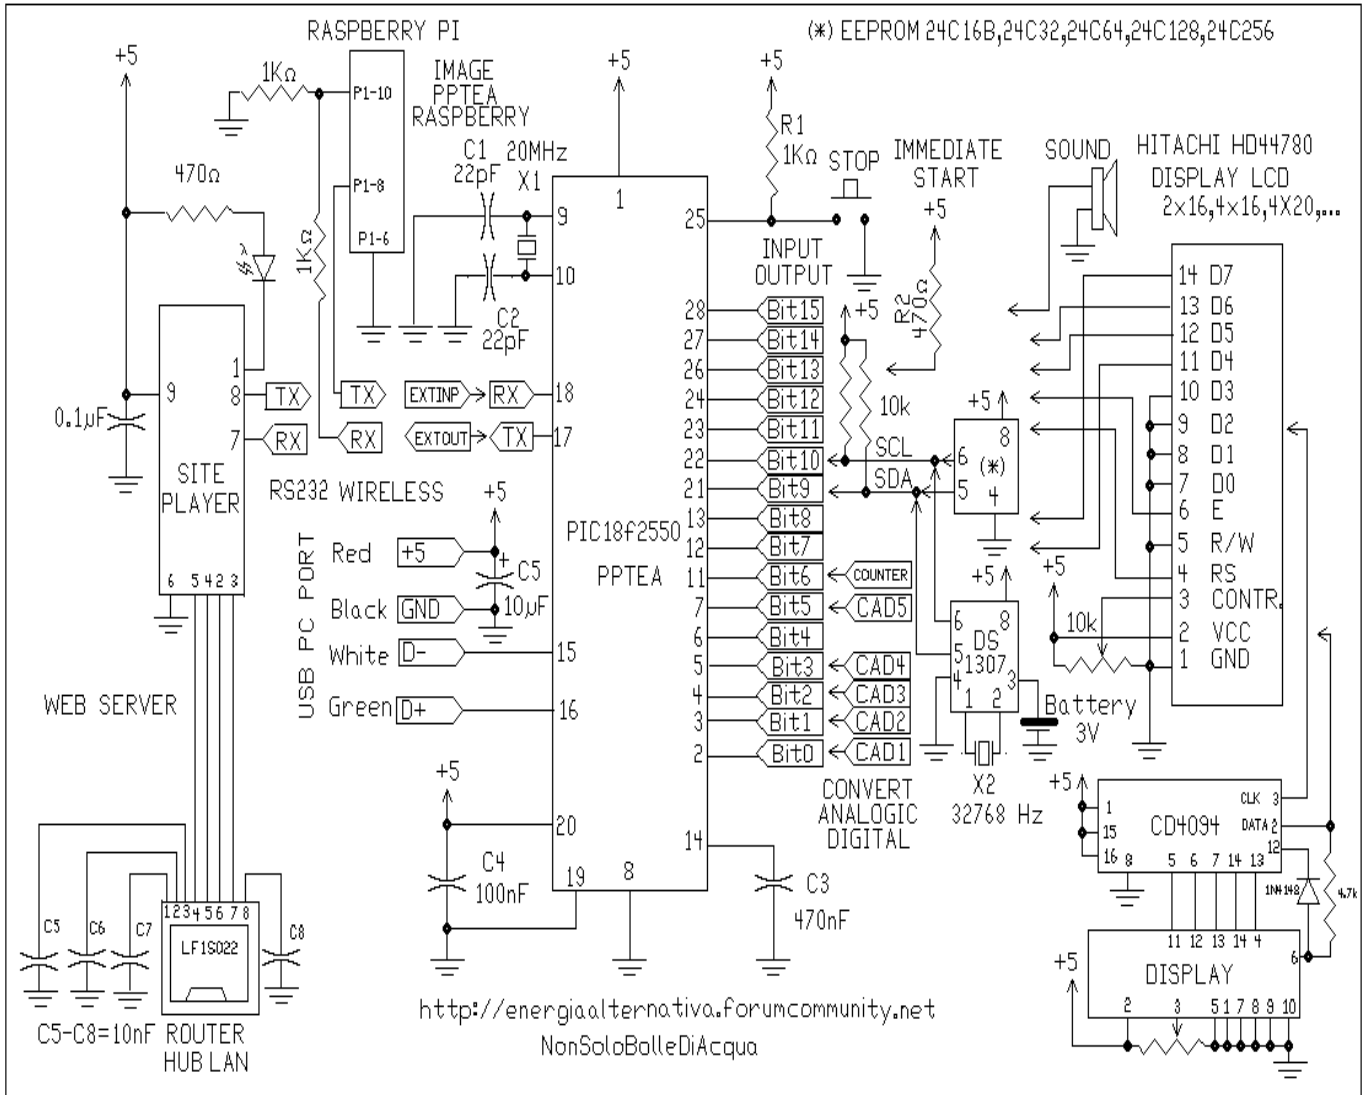 RASPBERRY PI
(*) EEPROM 24C16B,24C32,24C64,24C128,24C256
+5
1KΩ
P1-10
P1-8
P1-6
IMAGE
PPTEA
RASPBERRY
470Ω
1KΩ
C1
22pF
20MHz
X1
C2
22pF
+5
1
9
10
18
17
15
16
20
19
8
14
25
28
27
26
24
23
22
21
13
12
11
7
6
5
4
3
2
PIC18f2550
PPTEA
+5
R1
1KΩ
STOP
IMMEDIATE
START
+5
R2
470Ω
INPUT
OUTPUT
+5
10k
Bit15
Bit14
Bit13
Bit12
Bit11
Bit10
Bit9
Bit8
Bit7
Bit6
Bit5
Bit4
Bit3
Bit2
Bit1
Bit0
COUNTER
CAD5
CAD4
CAD3
CAD2
CAD1
CONVERT
ANALOGIC
DIGITAL
SCL
SDA
+5
8
6
(*)
5
4
+5
6
8
DS
5
1307
4
3
1
2
X2
32768 Hz
Battery
3V
SOUND
HITACHI HD44780
DISPLAY LCD
2x16,4x16,4X20,...
14 D7
13 D6
12 D5
11 D4
10 D3
9 D2
8 D1
7 D0
6 E
5 R/W
4 RS
3 CONTR.
2 VCC
1 GND
+5
10k
+5
1
15
16
8
CD4094
CLK 3
DATA 2
12
5 6 7 14 13
1N4148
4.7k
11 12 13 14 4
DISPLAY
6
+5
2 3 5 1 7 8 9 10
0.1µF
9
1
8
7
SITE
PLAYER
6 5 4 2 3
TX
RX
TX
RX
EXTINP
RX
EXTOUT
TX
RS232 WIRELESS
USB PC PORT
Red
+5
Black
GND
White
D-
Green
D+
+5
+
C5
10µF
WEB SERVER
+5
C4
100nF
C3
470nF
C5
C6
C7
C8
1 2 3 4 5 6 7 8
LF1S022
C5-C8=10nF
ROUTER
HUB LAN
http://energiaalternativa.forumcommunity.net
NonSoloBolleDiAcqua